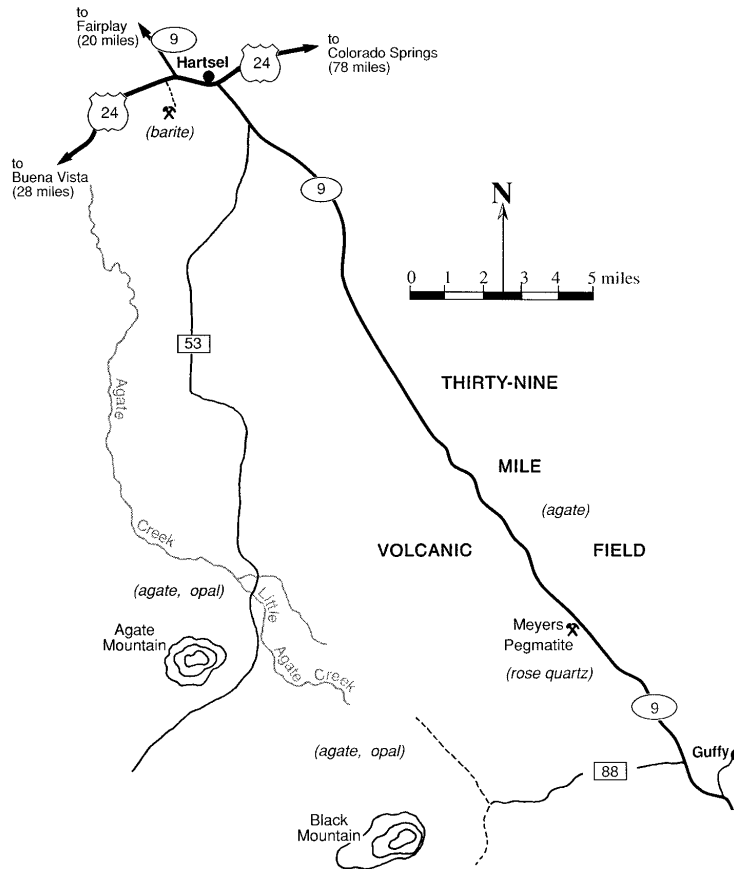 to
Fairplay
(20 miles)
9
Hartsel
24
to
Colorado Springs
(78 miles)
24
(barite)
to
Buena Vista
(28 miles)
9
N
0 1 2 3 4 5 miles
53
THIRTY-NINE
Agate
MILE
(agate)
Creek
VOLCANIC FIELD
(agate, opal)
Little
Agate
Mountain
Meyers
Pegmatite
Agate Creek
(rose quartz)
9
(agate, opal)
Guffy
88
Black
Mountain